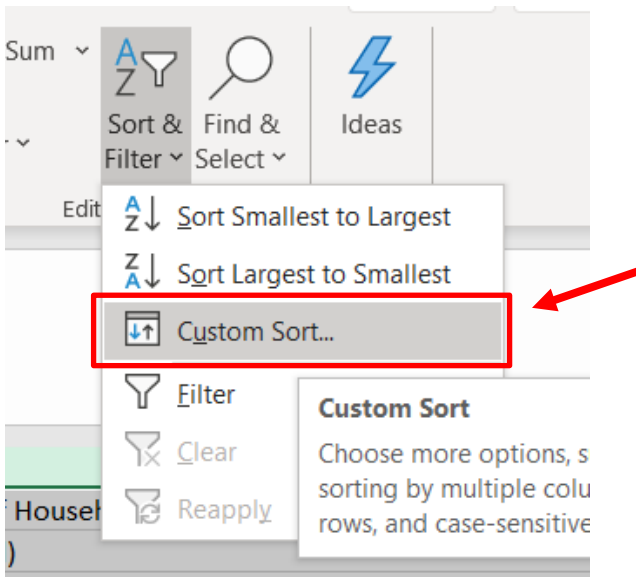 Sum
Sort & Filter
Find & Select
Ideas
Edit
Sort Smallest to Largest
Sort Largest to Smallest
Custom Sort...
Filter
Clear
Reapply
Custom Sort
Choose more options, s
sorting by multiple colu
rows, and case-sensitive
f Househ
)